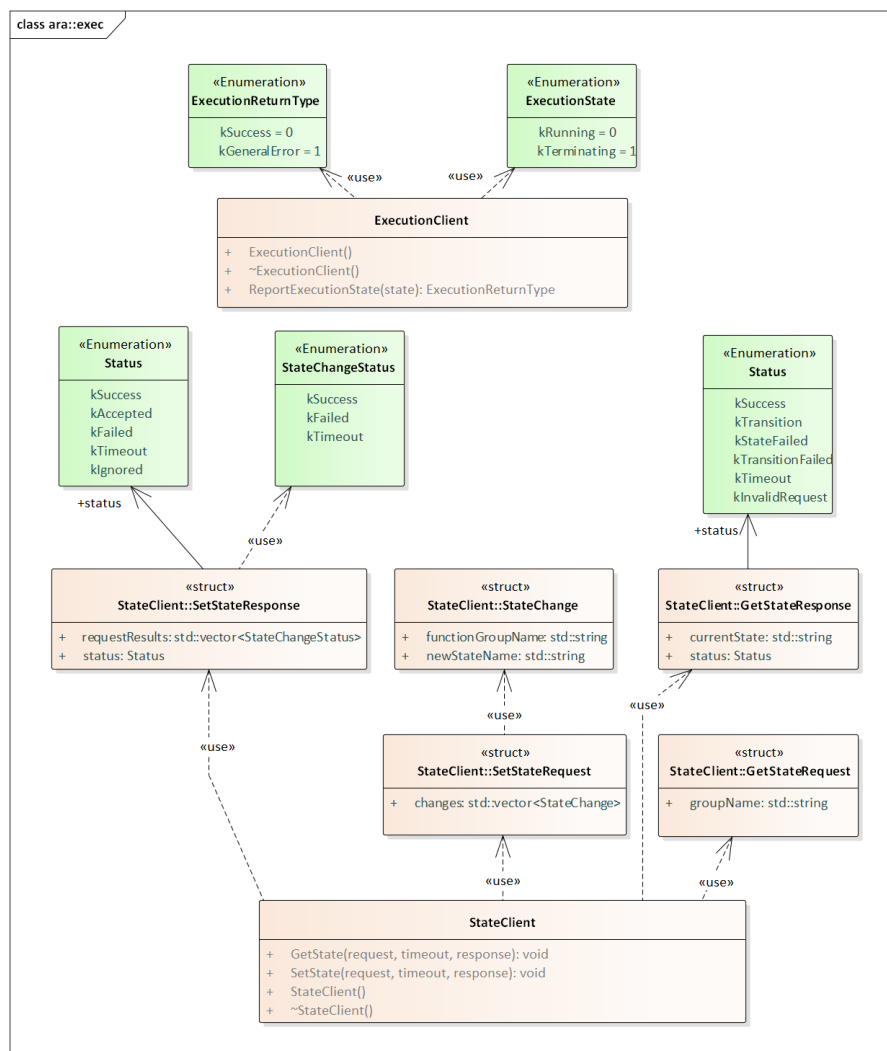 class ara::exec
«Enumeration»
ExecutionReturnType
kSuccess = 0
kGeneralError = 1
«Enumeration»
ExecutionState
kRunning = 0
kTerminating = 1
«use»
«use»
ExecutionClient
+ ExecutionClient()
+ ~ExecutionClient()
+ ReportExecutionState(state): ExecutionReturnType
«Enumeration»
Status
kSuccess
kAccepted
kFailed
kTimeout
kIgnored
«Enumeration»
StateChangeStatus
kSuccess
kFailed
kTimeout
«Enumeration»
Status
kSuccess
kTransition
kStateFailed
kTransitionFailed
kTimeout
kInvalidRequest
+status
«use»
+status
«struct»
StateClient::SetStateResponse
+ requestResults: std::vector<StateChangeStatus>
+ status: Status
«struct»
StateClient::StateChange
+ functionGroupName: std::string
+ newStateName: std::string
«struct»
StateClient::GetStateResponse
+ currentState: std::string
+ status: Status
«use»
«use»
«use»
«struct»
StateClient::SetStateRequest
+ changes: std::vector<StateChange>
«struct»
StateClient::GetStateRequest
+ groupName: std::string
«use»
«use»
StateClient
+ GetState(request, timeout, response): void
+ SetState(request, timeout, response): void
+ StateClient()
+ ~StateClient()